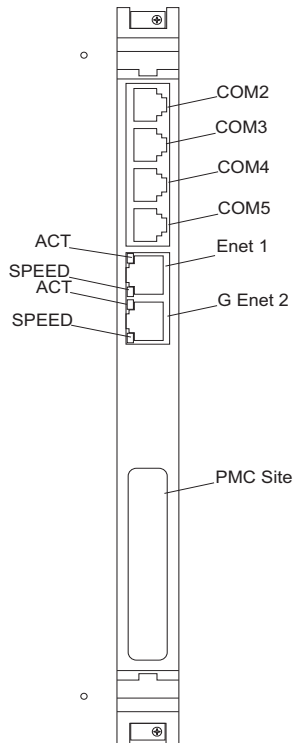 COM2
COM3
COM4
COM5
ACT
Enet 1
SPEED
ACT
G Enet 2
SPEED
PMC Site